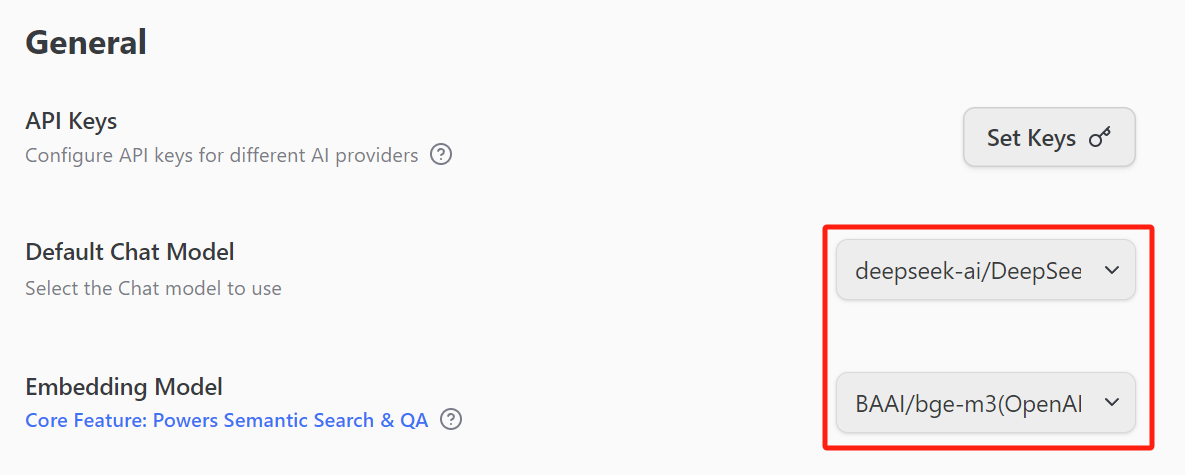 General
API Keys
Configure API keys for different AI providers ?
Set Keys
Default Chat Model
Select the Chat model to use
deepseek-ai/DeepSee
Embedding Model
Core Feature: Powers Semantic Search & QA ?
BAAI/bge-m3(OpenAI